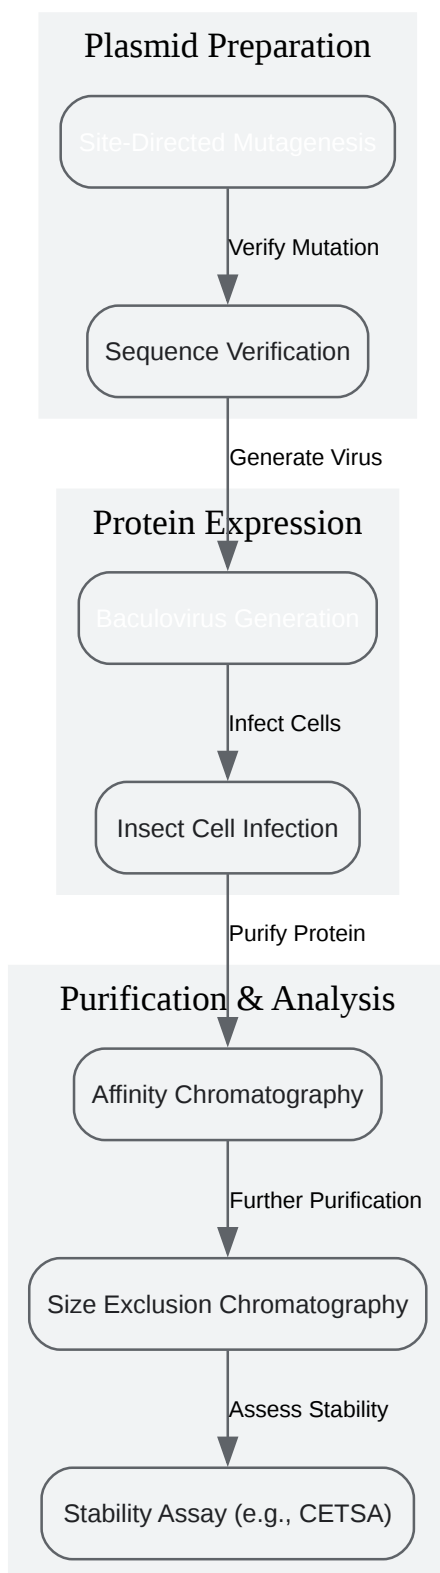 Plasmid Preparation
Site-Directed Mutagenesis
Verify Mutation
Sequence Verification
Generate Virus
Protein Expression
Baculovirus Generation
Infect Cells
Insect Cell Infection
Purify Protein
Purification & Analysis
Affinity Chromatography
Further Purification
Size Exclusion Chromatography
Assess Stability
Stability Assay (e.g., CETSA)